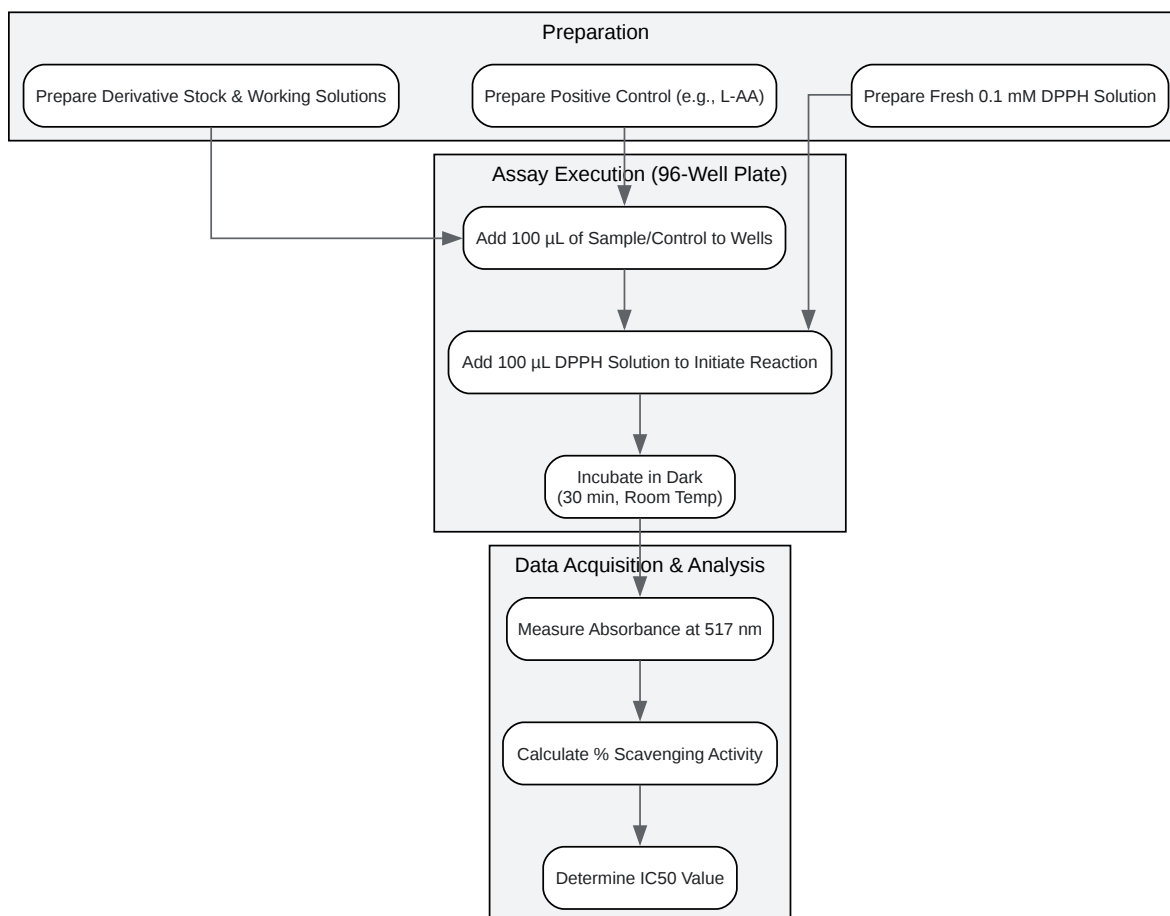 Preparation
Prepare Derivative Stock & Working Solutions
Prepare Positive Control (e.g., L-AA)
Prepare Fresh 0.1 mM DPPH Solution
Assay Execution (96-Well Plate)
Add 100 µL of Sample/Control to Wells
Add 100 µL DPPH Solution to Initiate Reaction
Incubate in Dark
(30 min, Room Temp)
Data Acquisition & Analysis
Measure Absorbance at 517 nm
Calculate % Scavenging Activity
Determine IC50 Value